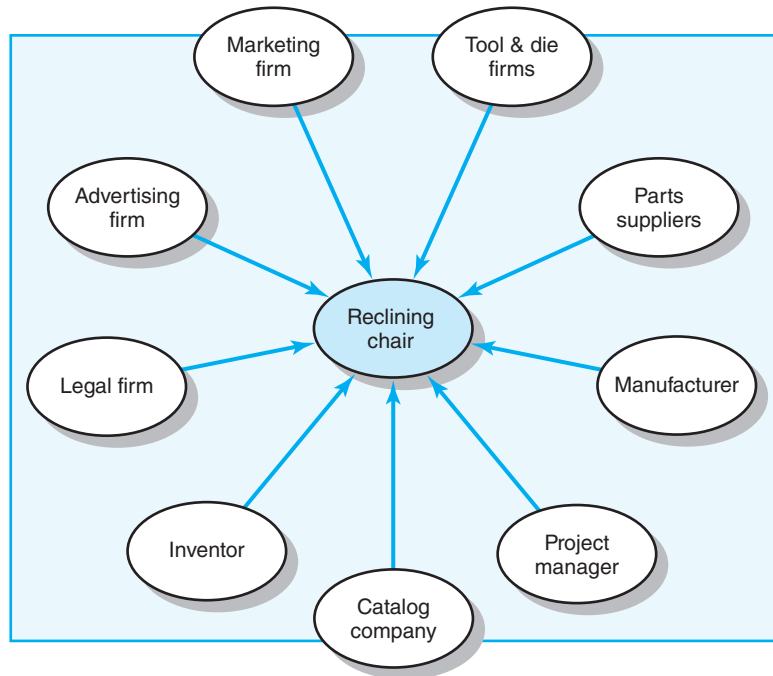 Marketing
firm
Tool & die
firms
Advertising
firm
Parts
suppliers
Reclining
chair
Legal firm
Manufacturer
Inventor
Project
manager
Catalog
company